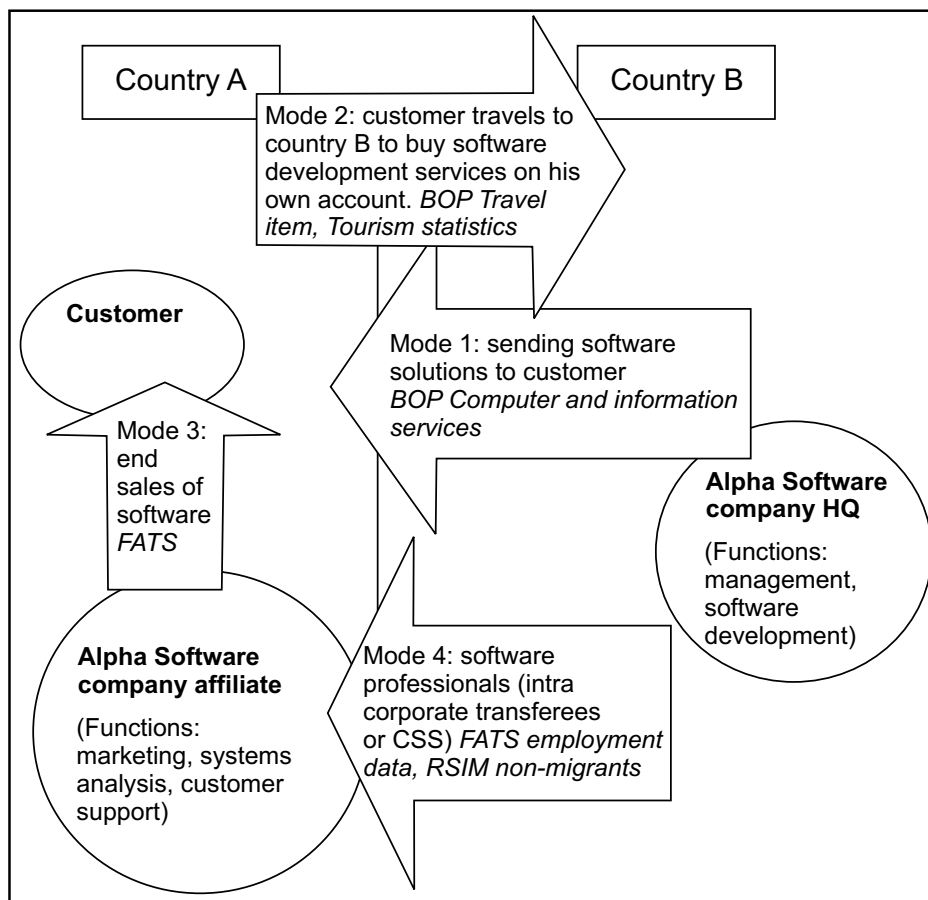 Country A
Country B
Mode 2: customer travels to
country B to buy software
development services on his
own account. BOP Travel
item, Tourism statistics
Customer
Mode 1: sending software
solutions to customer
BOP Computer and information
services
Mode 3:
end
sales of
software
FATS
Alpha Software
company HQ
(Functions:
management,
software
development)
Alpha Software
company affiliate
(Functions:
marketing, systems
analysis, customer
support)
Mode 4: software
professionals (intra
corporate transferees
or CSS) FATS employment
data, RSIM non-migrants